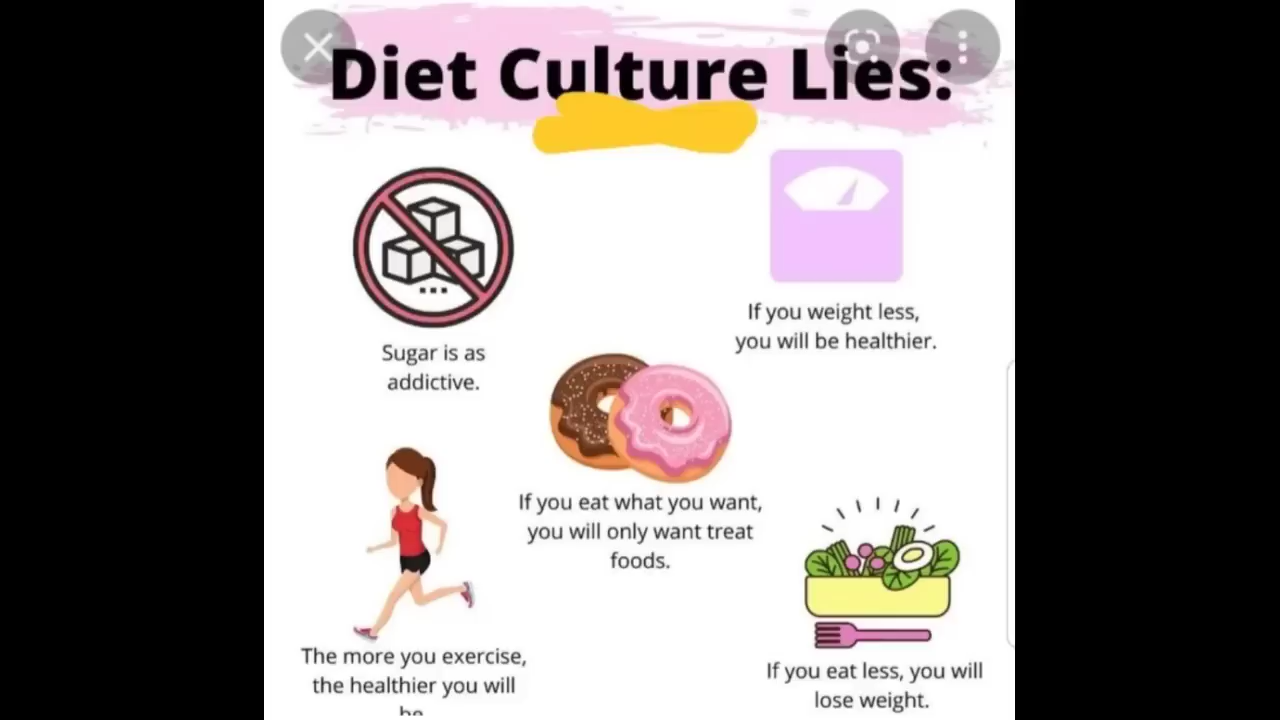 Diet Culture Lies:
Sugar is as
addictive.
If you weight less,
you will be healthier.
If you eat what you want,
you will only want treat
foods.
The more you exercise,
the healthier you will
be
If you eat less, you will
lose weight.